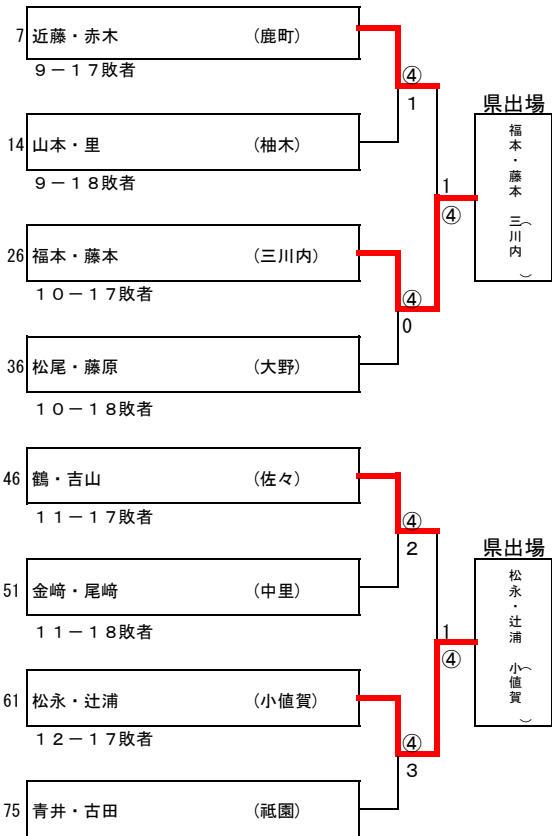 7 近藤・赤木 (鹿町)
9－17敗者
④
1
県出場
14 山本・里 (柚木)
9－18敗者
福本・藤本 (三川内)
1
④
26 福本・藤本 (三川内)
10－17敗者
④
0
36 松尾・藤原 (大野)
10－18敗者
46 鶴・吉山 (佐々)
11－17敗者
④
2
県出場
51 金﨑・尾﨑 (中里)
11－18敗者
松永・辻浦 (小値賀)
1
④
61 松永・辻浦 (小値賀)
12－17敗者
④
3
75 青井・古田 (祗園)